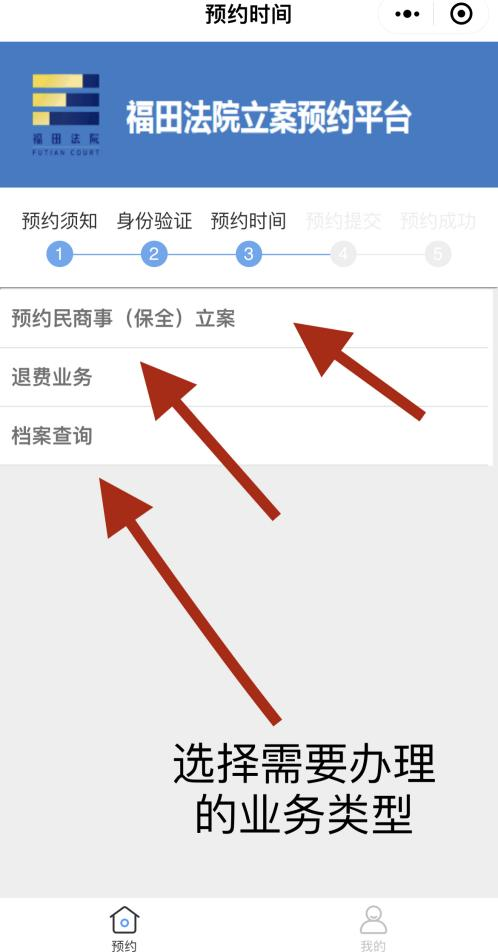 预约时间
福田法院
FUTIAN COURT
福田法院立案预约平台
预约须知 身份验证 预约时间 预约提交 预约成功
1 2 3 4 5
预约民商事（保全）立案
退费业务
档案查询
选择需要办理
的业务类型
预约 我的